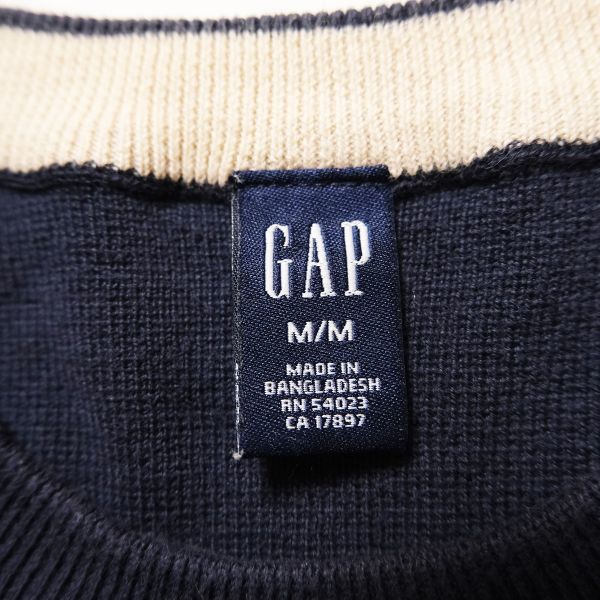 GAP
M/M
MADE IN
BANGLADESH
RN 54023
CA 17897